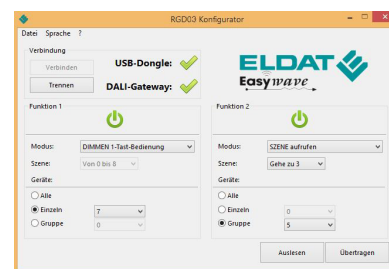 RGD03 Konfigurator
Datei Sprache ?
Verbindung
Verbinden
USB-Dongle:
Trennen
DALI-Gateway:
ELDAT
Easywave
Funktion 1
Modus: DIMMEN 1-Tast-Bedienung
Szene: Von 0 bis 8
Geräte:
Alle
Einzeln 7
Gruppe 0
Funktion 2
Modus: SZENE aufrufen
Szene: Gehe zu 3
Geräte:
Alle
Einzeln 0
Gruppe 5
Auslesen Übertragen